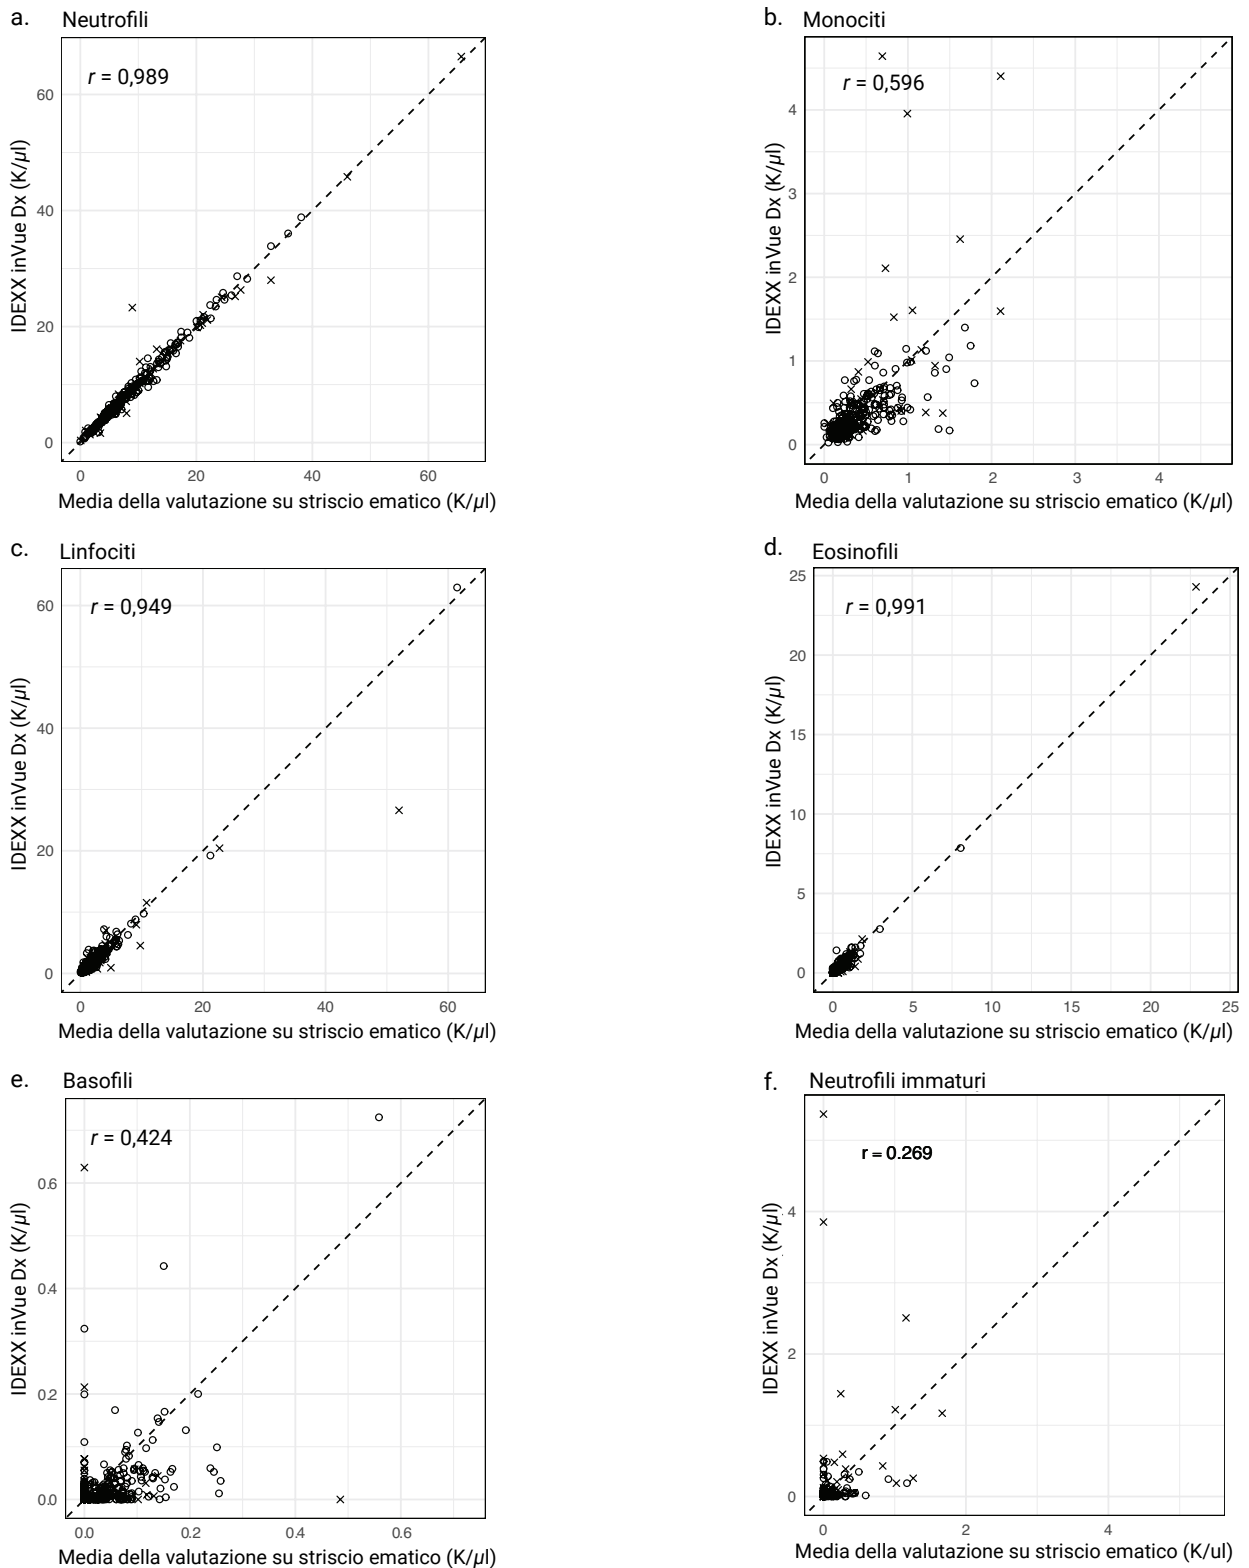 a. Neutrofili
r = 0,989
IDEXX inVue Dx (K/µl)
60
40
20
0
0 20 40 60
Media della valutazione su striscio ematico (K/µl)
b. Monociti
r = 0,596
IDEXX inVue Dx (K/µl)
4
3
2
1
0
0 1 2 3 4
Media della valutazione su striscio ematico (K/µl)
c. Linfociti
r = 0,949
IDEXX inVue Dx (K/µl)
60
40
20
0
0 20 40 60
Media della valutazione su striscio ematico (K/µl)
d. Eosinofili
r = 0,991
IDEXX inVue Dx (K/µl)
25
20
15
10
5
0
0 5 10 15 20 25
Media della valutazione su striscio ematico (K/µl)
e. Basofili
r = 0,424
IDEXX inVue Dx (K/µl)
0.6
0.4
0.2
0.0
0.0 0.2 0.4 0.6
Media della valutazione su striscio ematico (K/µl)
f. Neutrofili immaturi
r = 0.269
IDEXX inVue Dx (K/µl)
4
2
0
0 2 4
Media della valutazione su striscio ematico (K/ul)